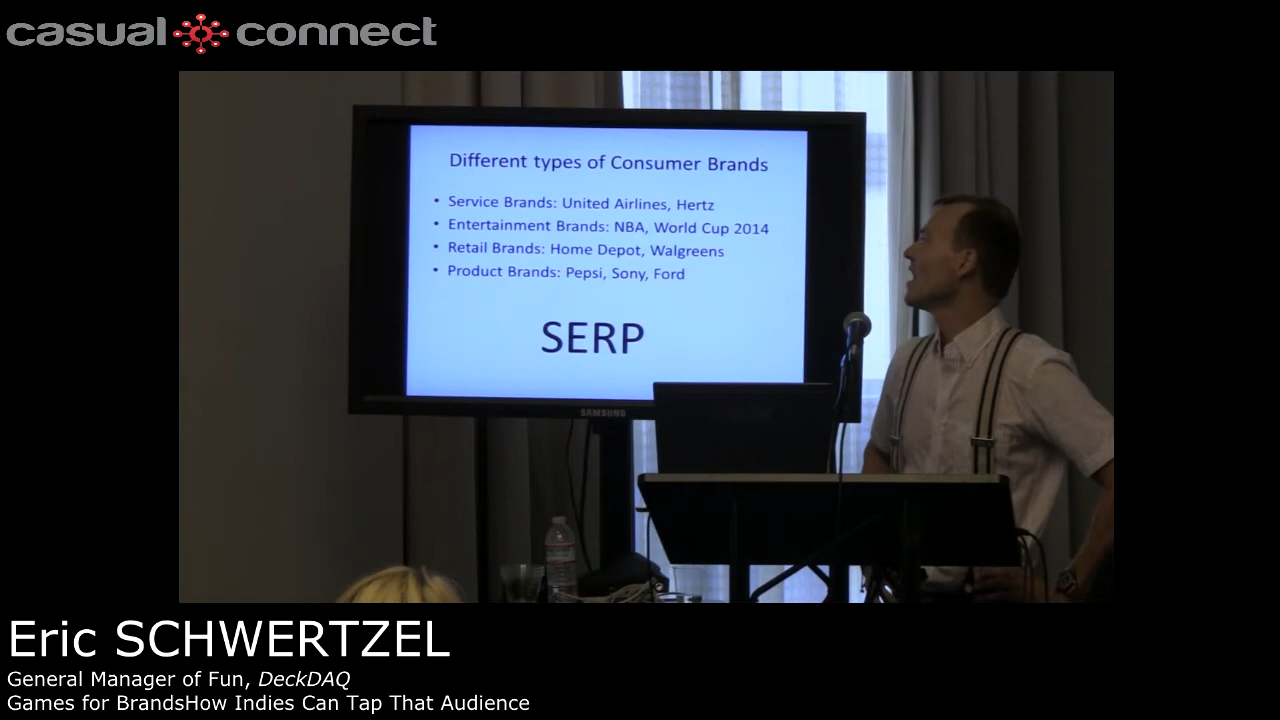 casual connect
Different types of Consumer Brands
• Service Brands: United Airlines, Hertz
• Entertainment Brands: NBA, World Cup 2014
• Retail Brands: Home Depot, Walgreens
• Product Brands: Pepsi, Sony, Ford
SERP
SAMSUNG
Eric SCHWERTZEL
General Manager of Fun, DeckDAQ
Games for BrandsHow Indies Can Tap That Audience